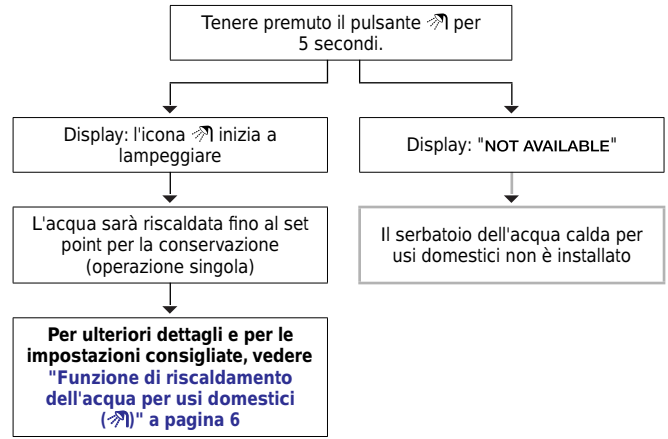 Tenere premuto il pulsante per
5 secondi.
Display: l'icona inizia a
lampeggiare
Display: "NOT AVAILABLE"
L'acqua sarà riscaldata fino al set
point per la conservazione
(operazione singola)
Il serbatoio dell'acqua calda per
usi domestici non è installato
Per ulteriori dettagli e per le
impostazioni consigliate, vedere
"Funzione di riscaldamento
dell'acqua per usi domestici
()" a pagina 6